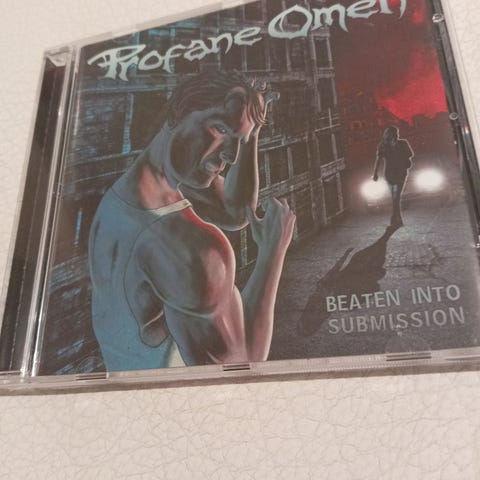 Profane Omen
BEATEN INTO
SUBMISSION